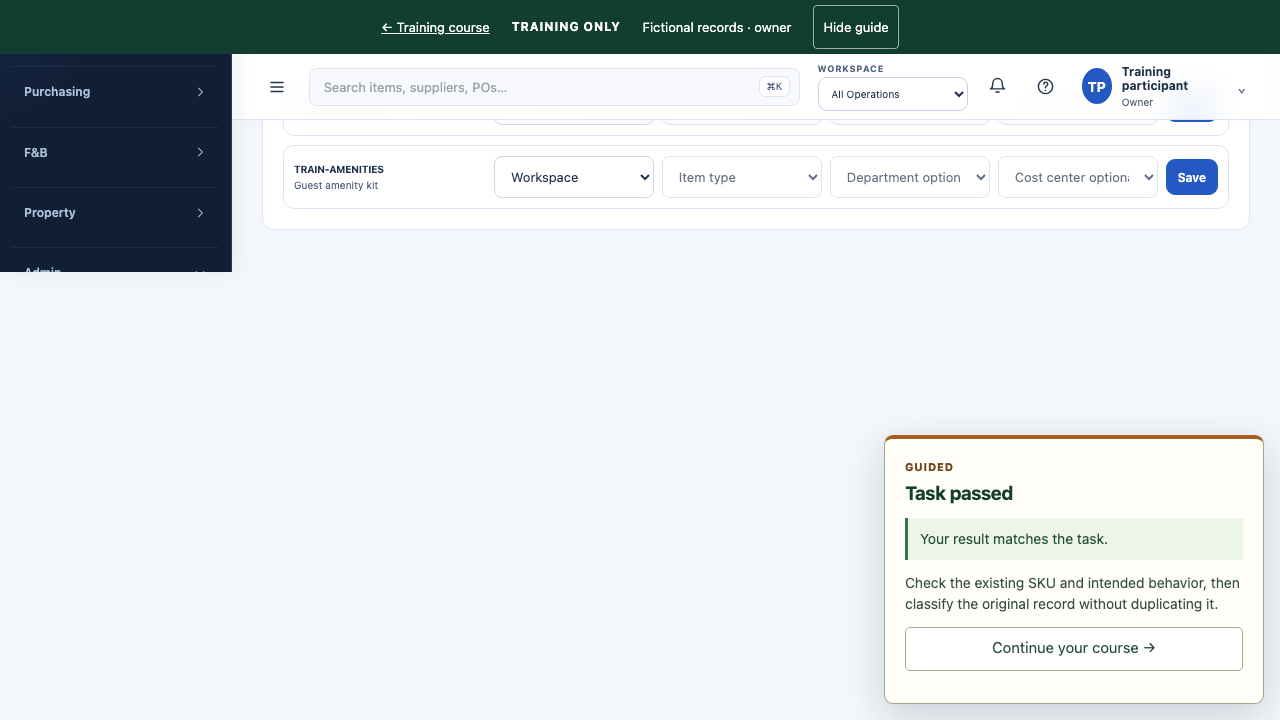 ← Training course TRAINING ONLY Fictional records · owner Hide guide
Search items, suppliers, POs... ⌘K
WORKSPACE
All Operations
TP
Training participant
Owner
Purchasing
F&B
Property
Admin
TRAIN-AMENITIES
Guest amenity kit
Workspace Item type Department option Cost center optiona Save
GUIDED
Task passed
Your result matches the task.
Check the existing SKU and intended behavior, then
classify the original record without duplicating it.
Continue your course →